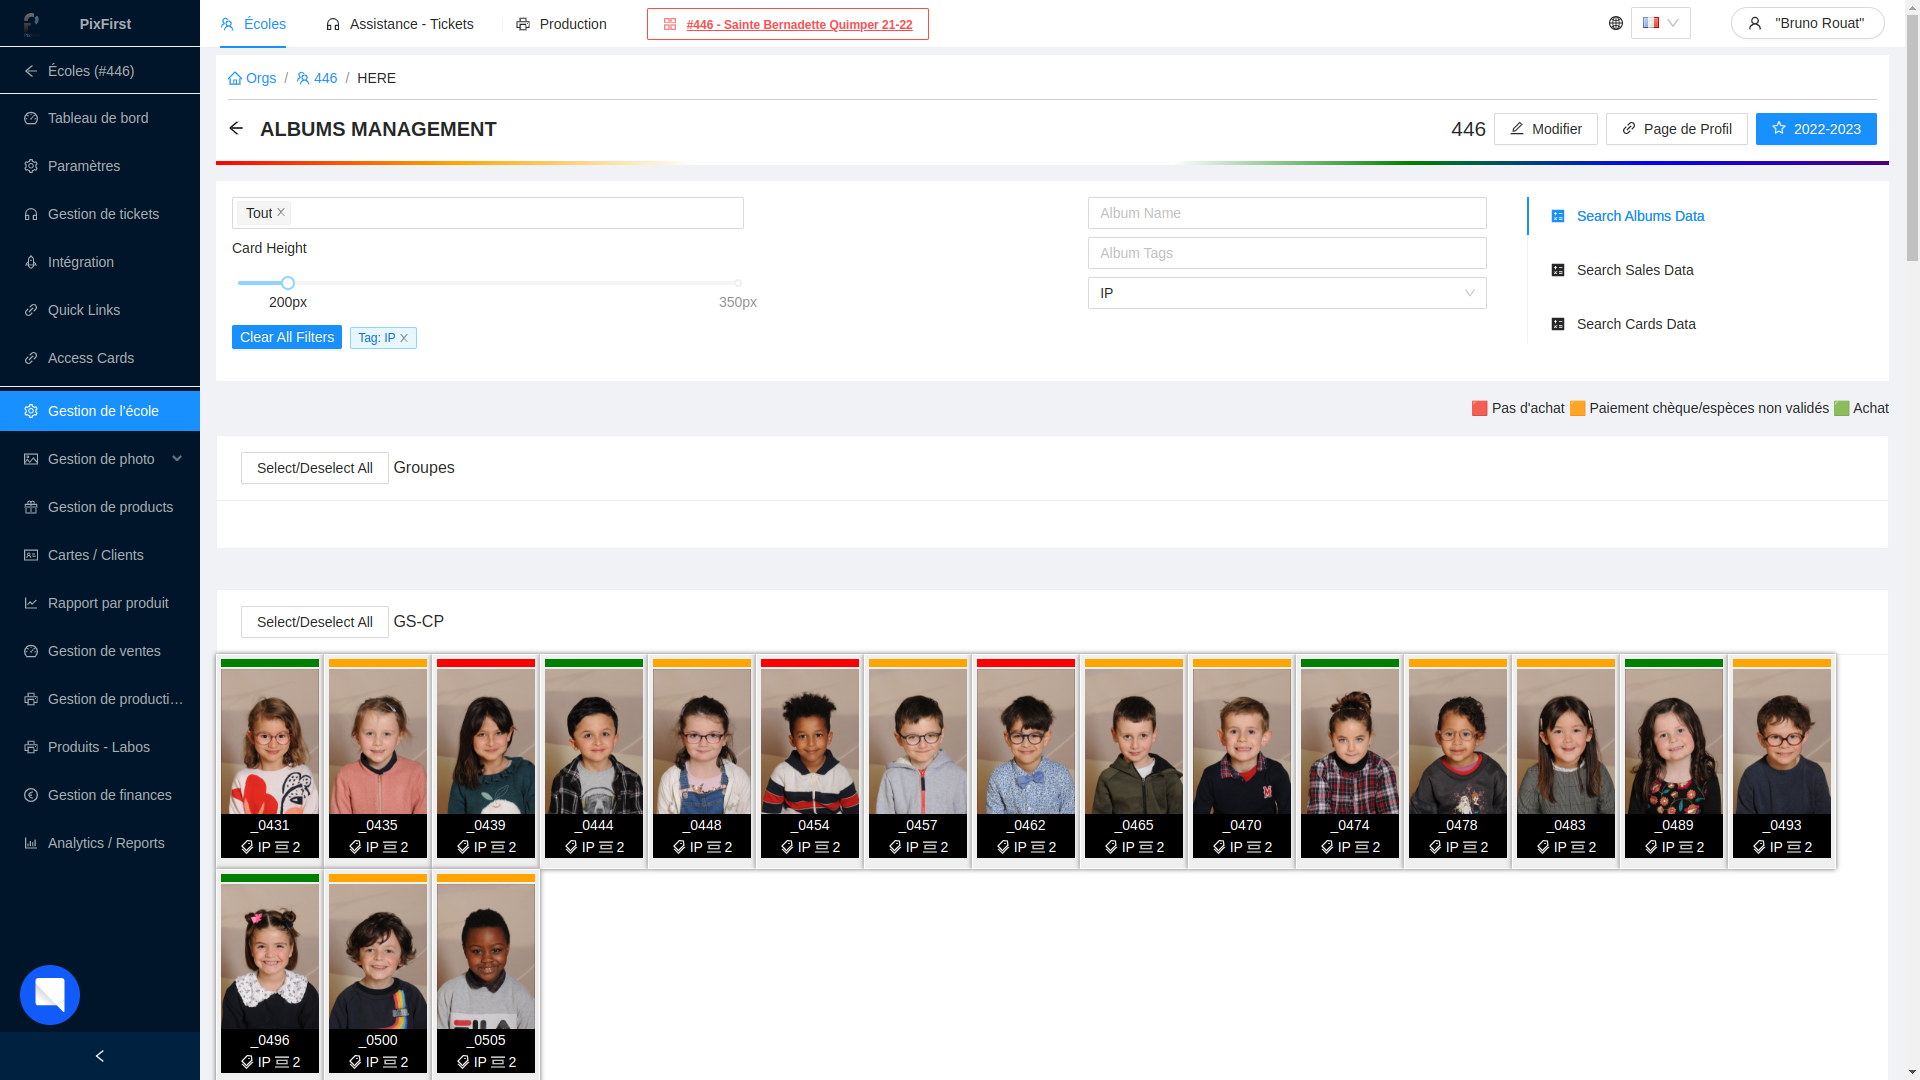 PixFirst
Écoles
Assistance - Tickets
Production
#446 - Sainte Bernadette Quimper 21-22
"Bruno Rouat"
Écoles (#446)
Tableau de bord
Paramètres
Gestion de tickets
Intégration
Quick Links
Access Cards
Gestion de l'école
Gestion de photo
Gestion de products
Cartes / Clients
Rapport par produit
Gestion de ventes
Gestion de producti...
Produits - Labos
Gestion de finances
Analytics / Reports
Orgs / 446 / HERE
ALBUMS MANAGEMENT
446
Modifier
Page de Profil
2022-2023
Tout
Card Height
200px
350px
Clear All Filters
Tag: IP
Album Name
Album Tags
IP
Search Albums Data
Search Sales Data
Search Cards Data
Pas d'achat Paiement chèque/espèces non validés Achat
Select/Deselect All Groupes
Select/Deselect All GS-CP
_0431 _0435 _0439 _0444 _0448 _0454 _0457 _0462 _0465 _0470 _0474 _0478 _0483 _0489 _0493
IP 2 IP 2 IP 2 IP 2 IP 2 IP 2 IP 2 IP 2 IP 2 IP 2 IP 2 IP 2 IP 2 IP 2 IP 2
_0496 _0500 _0505
IP 2 IP 2 IP 2